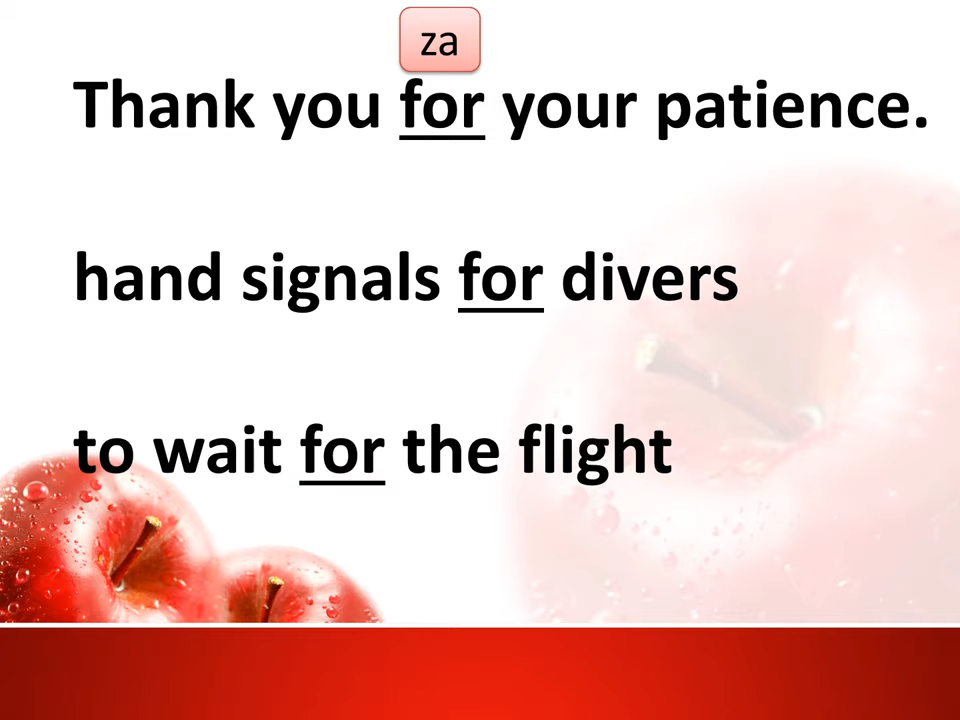 za
Thank you for your patience.
hand signals for divers
to wait for the flight